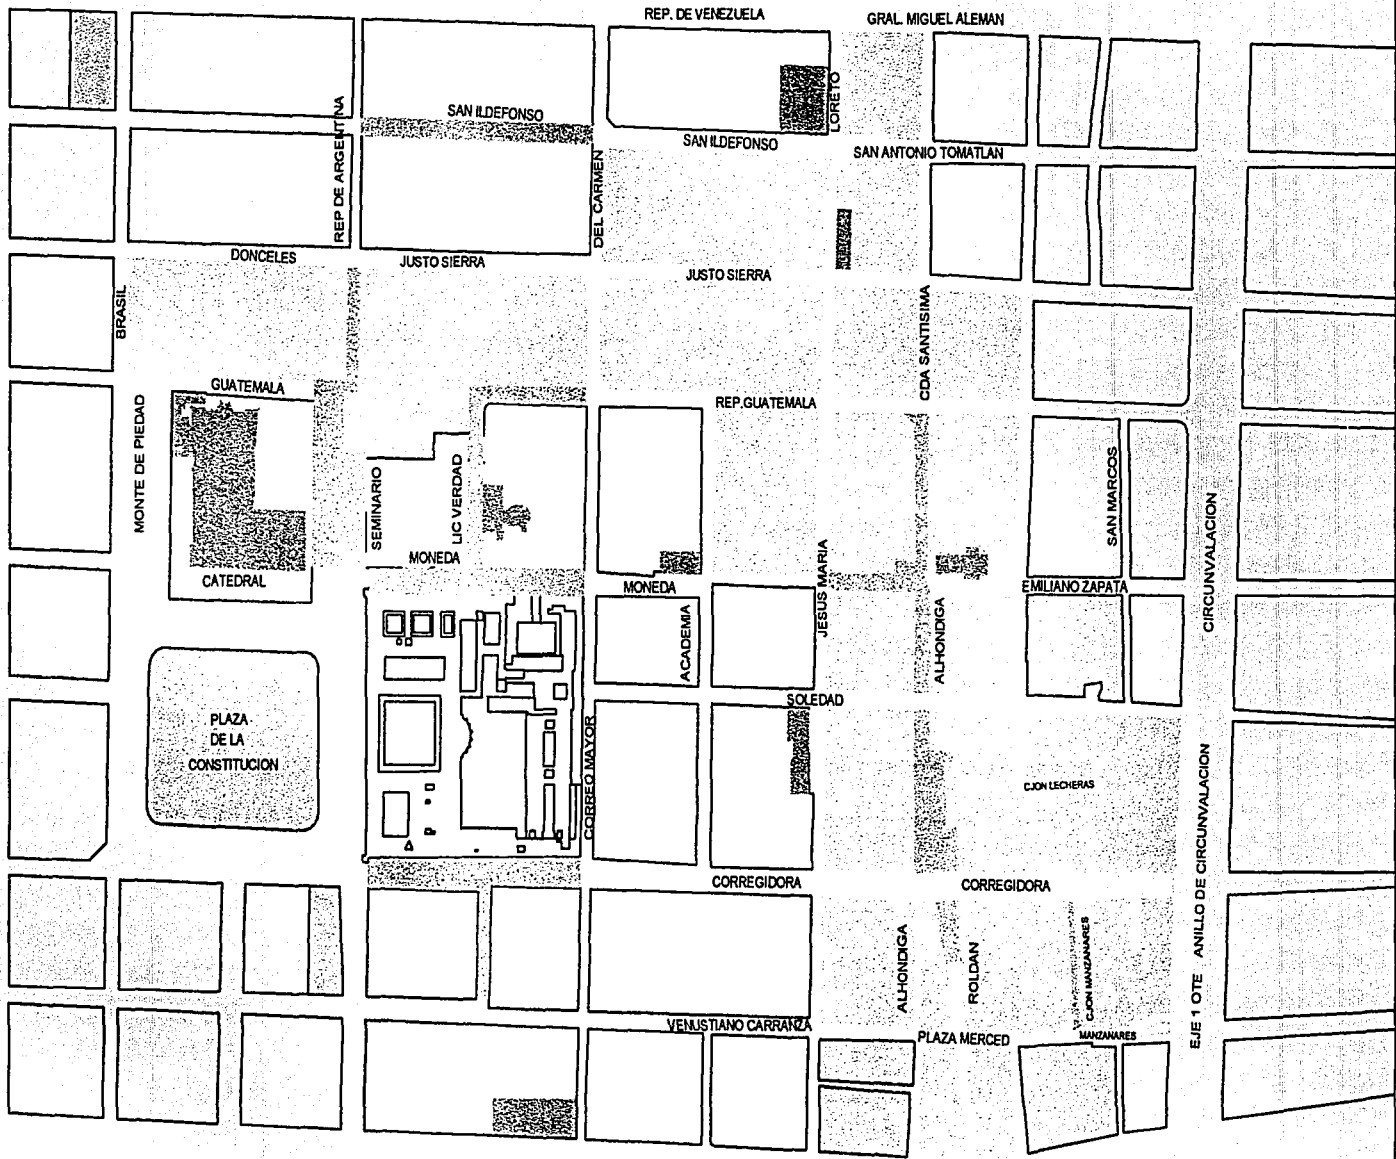 REP. DE VENEZUELA
GRAL. MIGUEL ALEMAN
REP DE ARGENTINA
SAN ILDEFONSO
LORETO
SAN ILDEFONSO
SAN ANTONIO TOMATLAN
DEL CARMEN
DONCELES
JUSTO SIERRA
JUSTO SIERRA
BRASIL
CDA SANTISIMA
GUATEMALA
REP.GUATEMALA
MONTE DE PIEDAD
SEMINARIO
LIC VERDAD
SAN MARCOS
CIRCUNVALACION
MONEDA
CATEDRAL
MONEDA
JESUS MARIA
EMILIANO ZAPATA
ACADEMIA
ALHONDIGA
SOLEDAD
PLAZA
DE LA
CONSTITUCION
CORREO MAYOR
CJON LECHERAS
CORREGIDORA
CORREGIDORA
EJE 1 OTE ANILLO DE CIRCUNVALACION
ALHONDIGA
ROLDAN
CJON MANZANARES
VENUSTIANO CARRANZA
PLAZA MERCED
MANZANARES